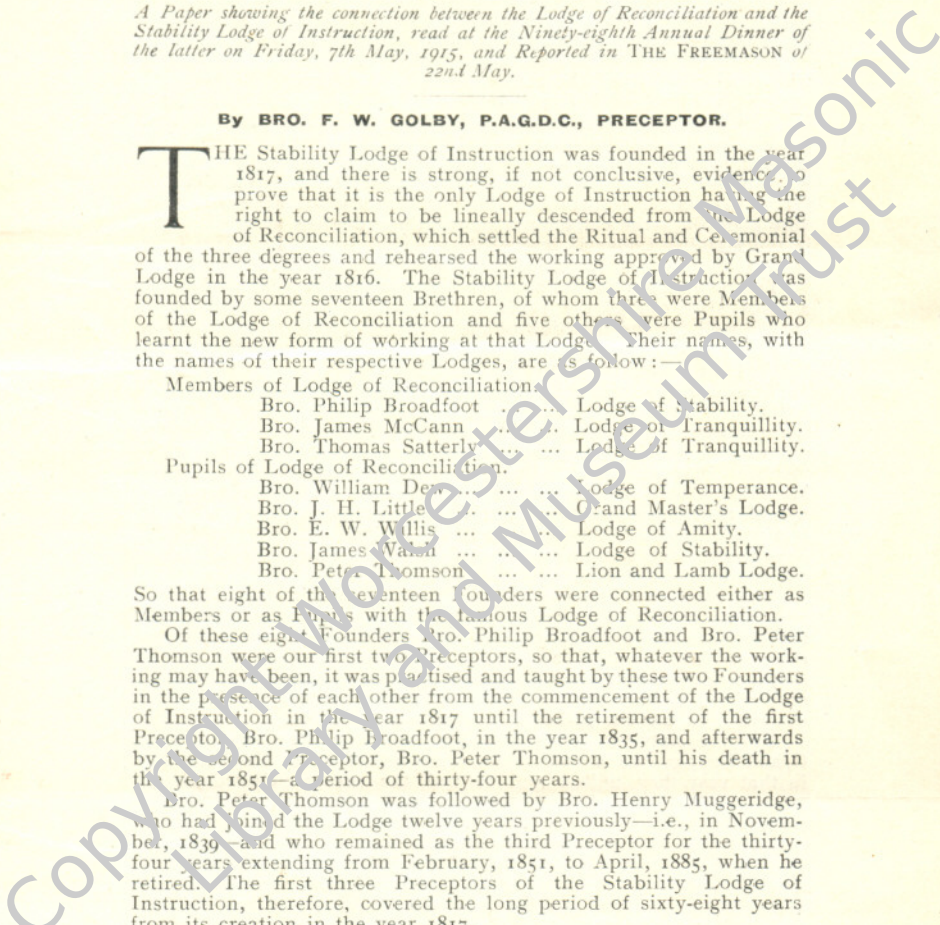 A Paper showing the connection between the Lodge of Reconciliation and the
Stability Lodge of Instruction, read at the Ninety-eighth Annual Dinner of
the latter on Friday, 7th May, 1915, and Reported in THE FREEMASON of
22nd May.
By BRO. F. W. GOLBY, P.A.G.D.C., PRECEPTOR.
THE Stability Lodge of Instruction was founded in the year
1817, and there is strong, if not conclusive, evidence to
prove that it is the only Lodge of Instruction having the
right to claim to be lineally descended from the Lodge
of Reconciliation, which settled the Ritual and Ceremonial
of the three degrees and rehearsed the working approved by Grand
Lodge in the year 1816. The Stability Lodge of Instruction was
founded by some seventeen Brethren, of whom three were Members
of the Lodge of Reconciliation and five others were Pupils who
learnt the new form of working at that Lodge. Their names, with
the names of their respective Lodges, are as follow:—
Members of Lodge of Reconciliation.
Bro. Philip Broadfoot ... ... Lodge of Stability.
Bro. James McCann ... ... Lodge of Tranquillity.
Bro. Thomas Satterly ... ... Lodge of Tranquillity.
Pupils of Lodge of Reconciliation.
Bro. William Dew ... ... ... Lodge of Temperance.
Bro. J. H. Little ... ... ... Grand Master's Lodge.
Bro. E. W. Willis ... ... ... Lodge of Amity.
Bro. James Walsh ... ... ... Lodge of Stability.
Bro. Peter Thomson ... ... Lion and Lamb Lodge.
So that eight of the seventeen Founders were connected either as
Members or as Pupils with the famous Lodge of Reconciliation.
Of these eight Founders Bro. Philip Broadfoot and Bro. Peter
Thomson were our first two Preceptors, so that, whatever the work-
ing may have been, it was practised and taught by these two Founders
in the presence of each other from the commencement of the Lodge
of Instruction in the year 1817 until the retirement of the first
Preceptor, Bro. Philip Broadfoot, in the year 1835, and afterwards
by the second Preceptor, Bro. Peter Thomson, until his death in
the year 1851—a period of thirty-four years.
Bro. Peter Thomson was followed by Bro. Henry Muggeridge,
who had joined the Lodge twelve years previously—i.e., in Novem-
ber, 1839—and who remained as the third Preceptor for the thirty-
four years extending from February, 1851, to April, 1885, when he
retired. The first three Preceptors of the Stability Lodge of
Instruction, therefore, covered the long period of sixty-eight years
from its creation in the year 1817.
Copyright Worcestershire Masonic
Library and Museum Trust